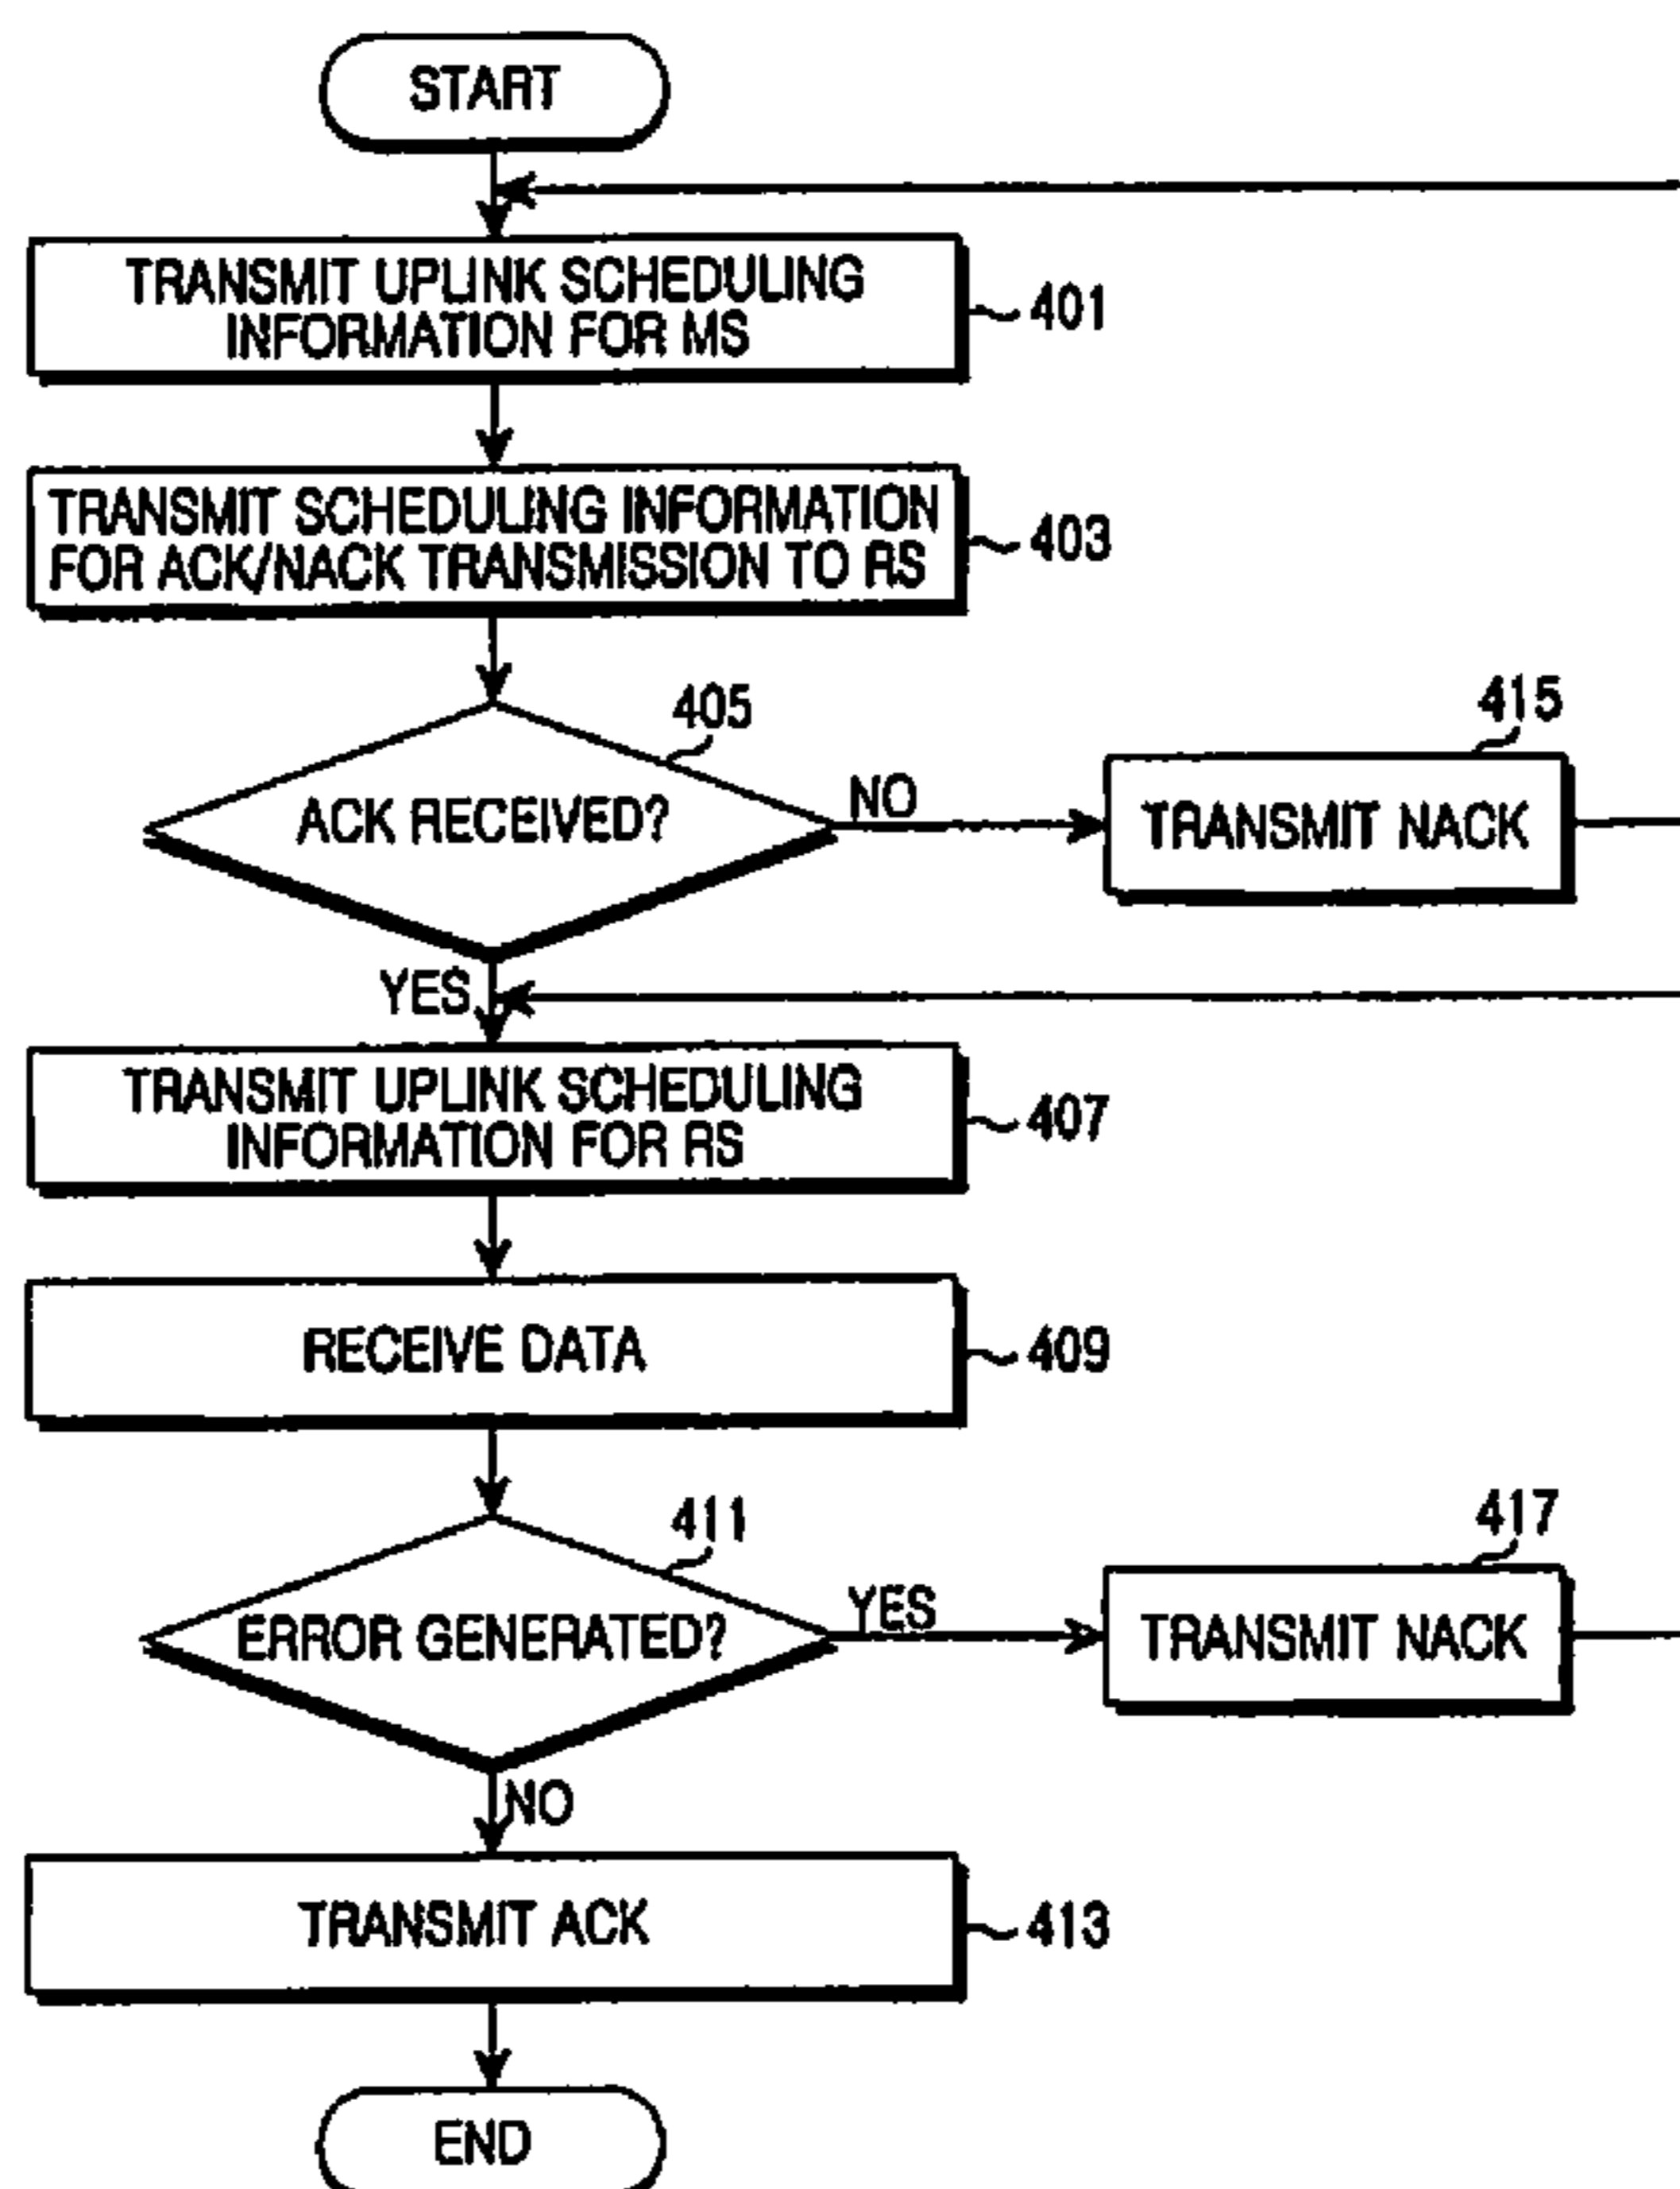 START
TRANSMIT UPLINK SCHEDULING
INFORMATION FOR MS
401
TRANSMIT SCHEDULING INFORMATION
FOR ACK/NACK TRANSMISSION TO RS
403
405
ACK RECEIVED?
NO
415
TRANSMIT NACK
YES
TRANSMIT UPLINK SCHEDULING
INFORMATION FOR RS
407
RECEIVE DATA
409
411
ERROR GENERATED?
YES
417
TRANSMIT NACK
NO
TRANSMIT ACK
413
END